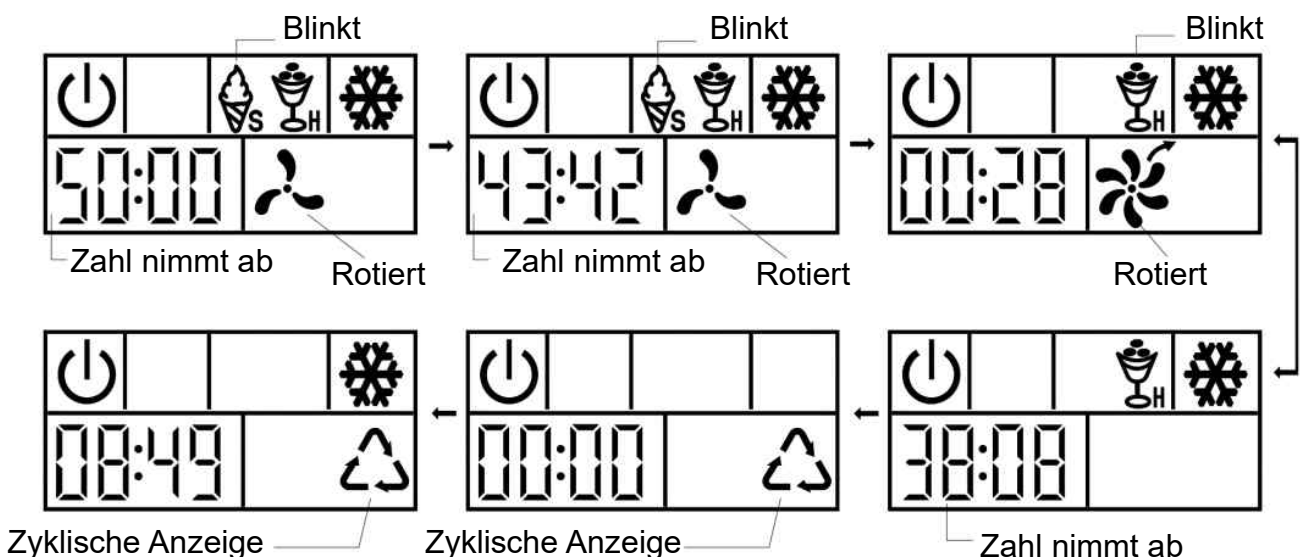 Blinkt Blinkt Blinkt
S H S H H
50:00 43:42 00:28
Zahl nimmt ab Rotiert Zahl nimmt ab Rotiert Rotiert
H
08:49 00:00 38:08
Zyklische Anzeige Zyklische Anzeige Zahl nimmt ab